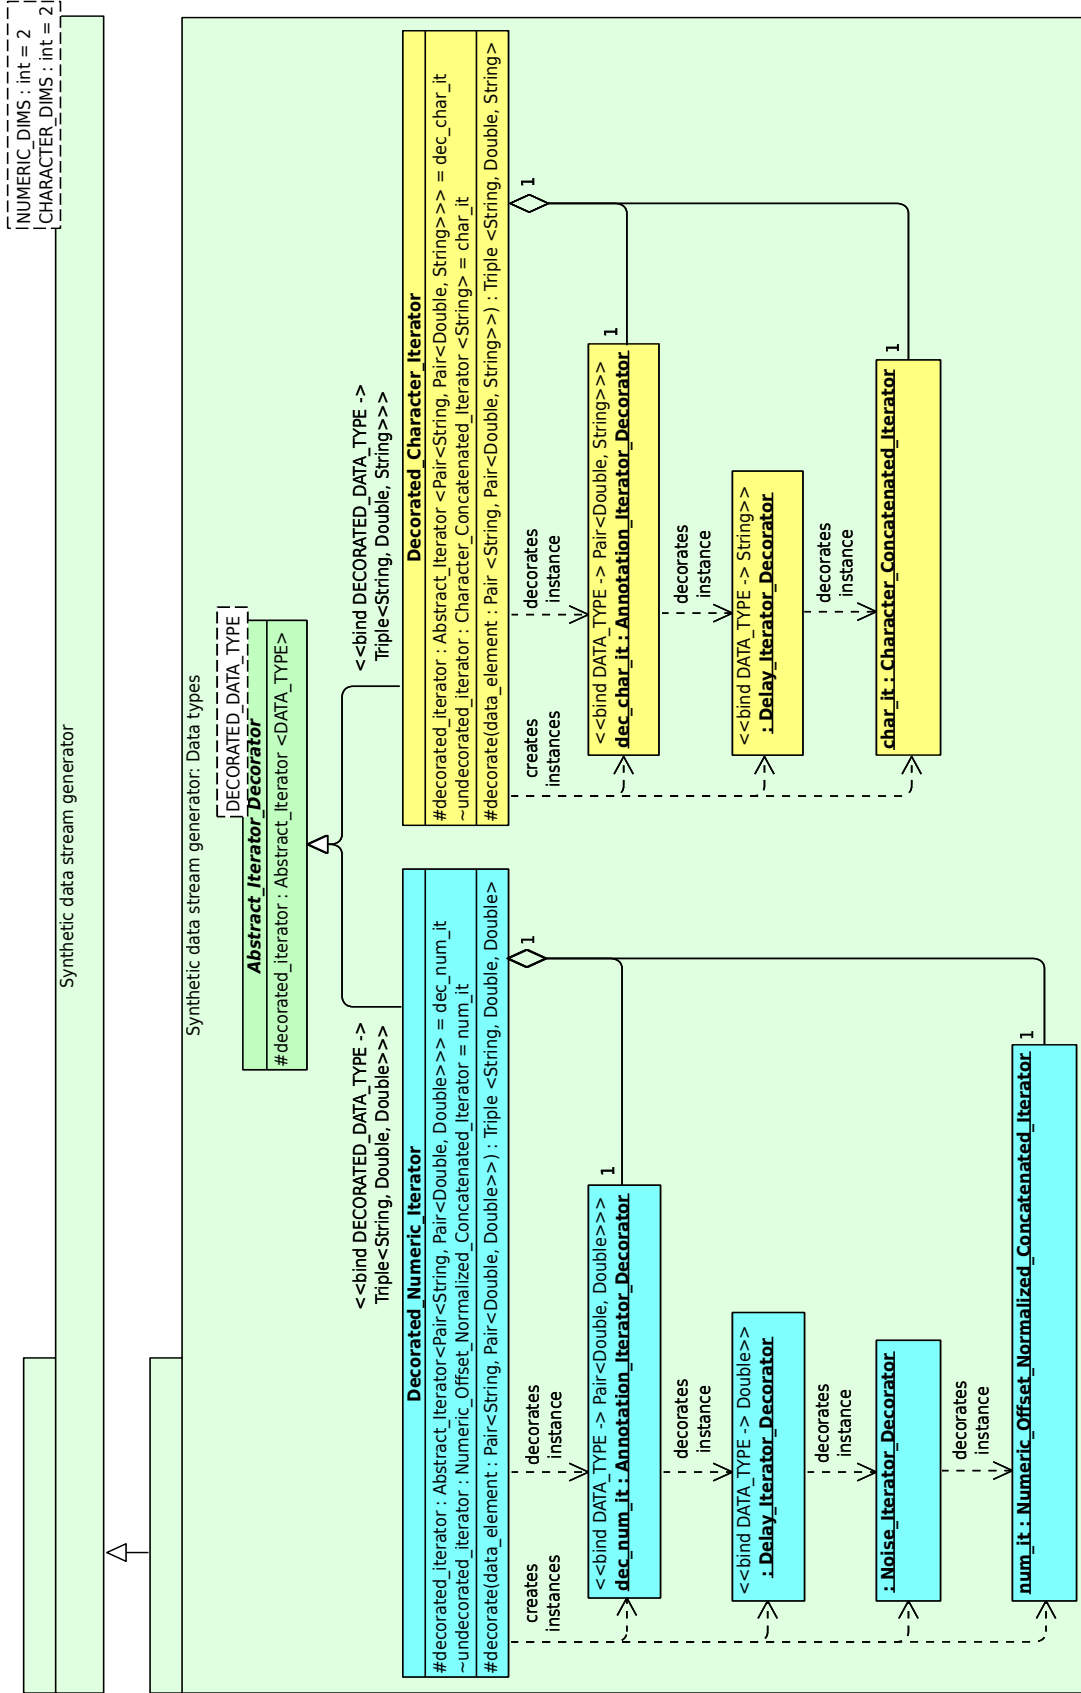 NUMERIC_DIMS : int = 2
CHARACTER_DIMS : int = 2
Synthetic data stream generator
Synthetic data stream generator: Data types
DECORATED_DATA_TYPE
Abstract_Iterator_Decorator
#decorated_iterator : Abstract_Iterator <DATA_TYPE>
<<bind DECORATED_DATA_TYPE ->
Triple<String, Double, Double>>>
<<bind DECORATED_DATA_TYPE ->
Triple<String, Double, String>>>
Decorated_Numeric_Iterator
#decorated_iterator : Abstract_Iterator<Pair<String, Pair<Double, Double>>> = dec_num_it
~undecorated_iterator : Numeric_Offset_Normalized_Concatenated_Iterator = num_it
#decorate(data_element : Pair<String, Pair<Double, Double>>) : Triple <String, Double, Double>
Decorated_Character_Iterator
#decorated_iterator : Abstract_Iterator <Pair<String, Pair<Double, String>>> = dec_char_it
~undecorated_iterator : Character_Concatenated_Iterator <String> = char_it
#decorate(data_element : Pair <String, Pair<Double, String>>) : Triple <String, Double, String>
creates
instances
decorates
instance
1
creates
instances
decorates
instance
1
<<bind DATA_TYPE -> Pair<Double, Double>>>
dec_num_it : Annotation_Iterator_Decorator
1
<<bind DATA_TYPE -> Pair<Double, String>>>
dec_char_it : Annotation_Iterator_Decorator
1
decorates
instance
decorates
instance
<<bind DATA_TYPE -> Double>>
: Delay_Iterator_Decorator
<<bind DATA_TYPE -> String>>
: Delay_Iterator_Decorator
decorates
instance
decorates
instance
: Noise_Iterator_Decorator
char_it : Character_Concatenated_Iterator
1
decorates
instance
num_it : Numeric_Offset_Normalized_Concatenated_Iterator
1